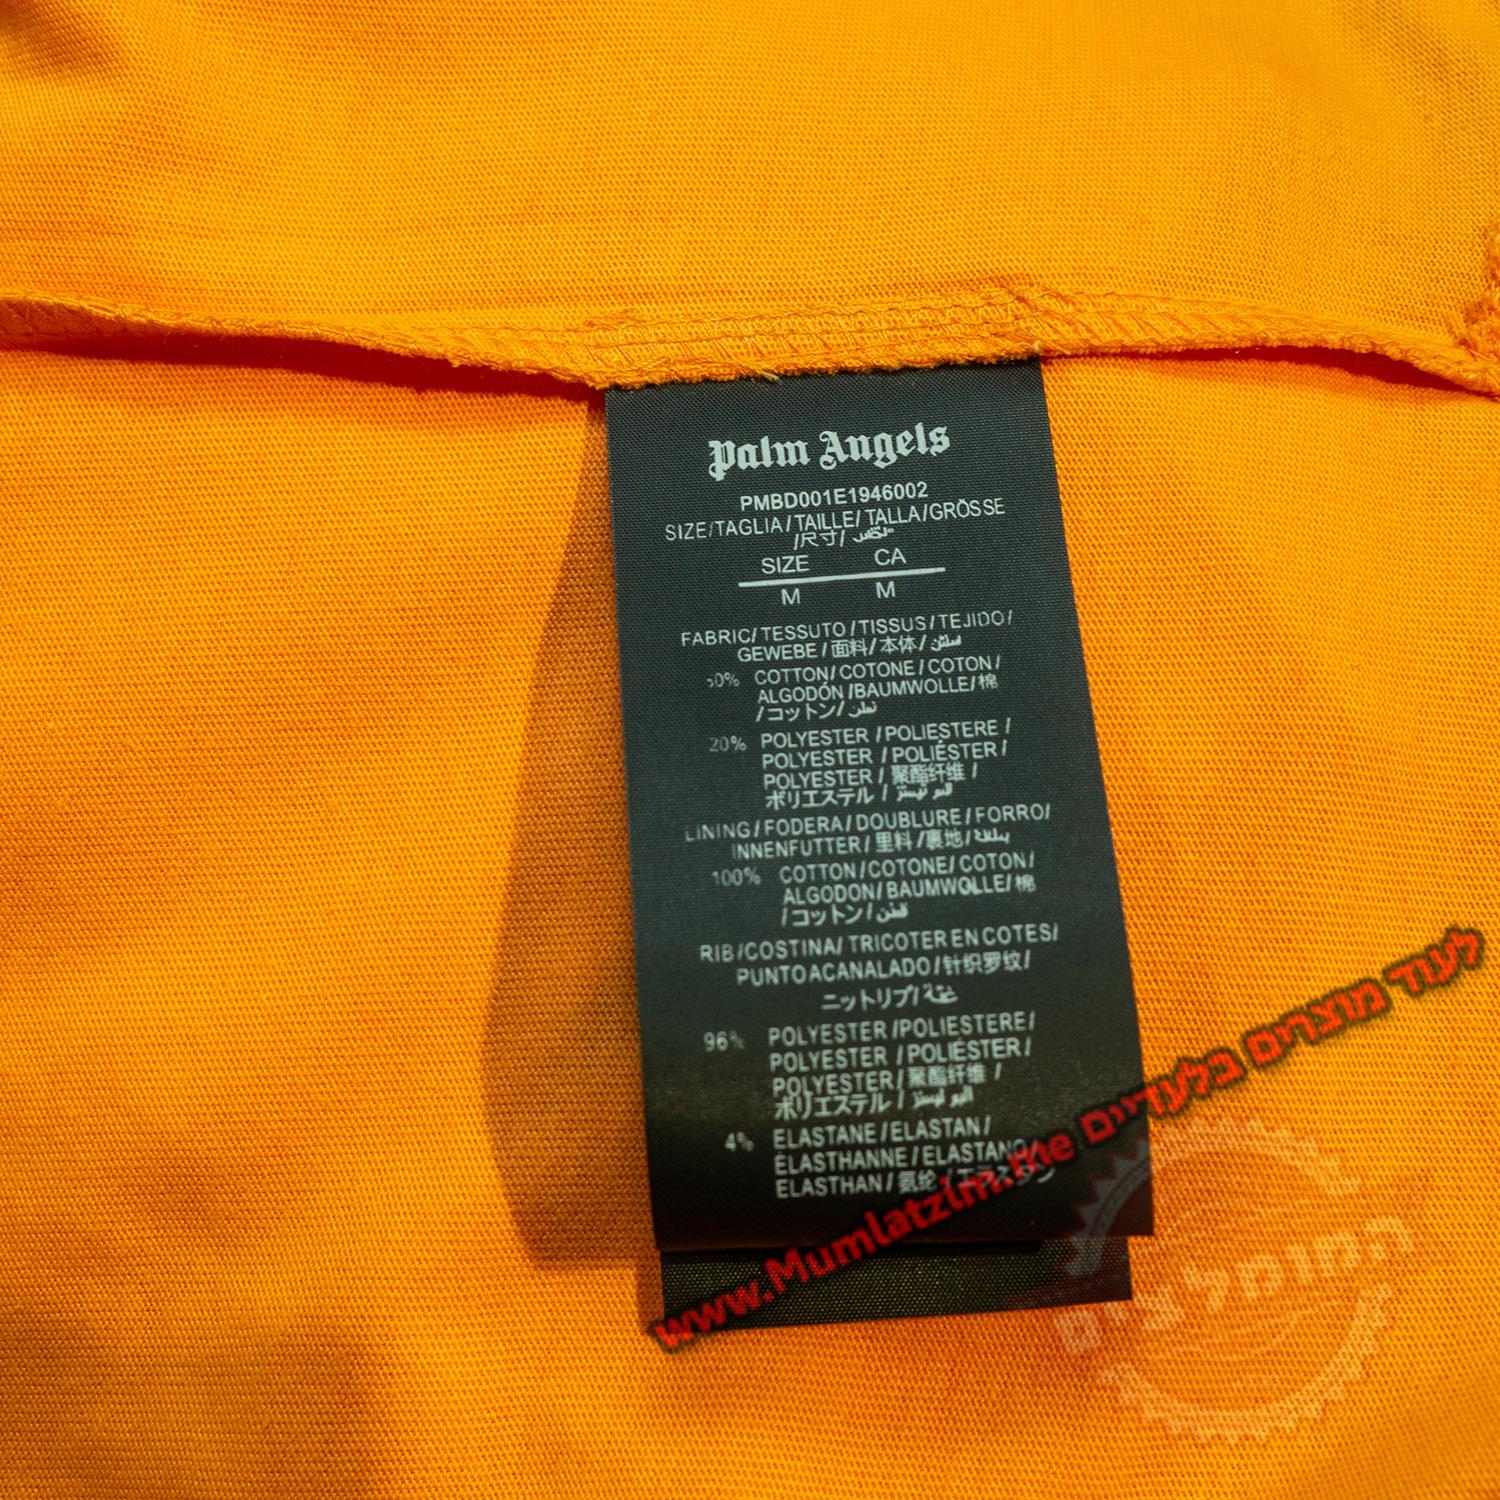 Palm Angels
PMBD001E1946002
SIZE/TAGLIA/TAILLE/TALLA/GRÖSSE
/尺寸/
SIZE CA
M M
FABRIC/TESSUTO/TISSUS/TEJIDO/
GEWEBE/面料/本体/
COTTON/COTONE/COTON/
ALGODÓN/BAUMWOLLE/棉
/コットン/
20% POLYESTER/POLIESTERE/
POLYESTER/POLIÉSTER/
POLYESTER/聚酯纤维/
ポリエステル/
LINING/FODERA/DOUBLURE/FORRO/
INNENFUTTER/里料/裏地/
100% COTTON/COTONE/COTON/
ALGODON/BAUMWOLLE/棉
/コットン/
RIB/COSTINA/TRICOTER EN COTES/
PUNTOACANALADO/针织罗纹/
ニットリブ/
96% POLYESTER/POLIESTERE/
POLYESTER/POLIÉSTER/
POLYESTER/聚酯纤维/
ポリエステル/
4% ELASTANE/ELASTAN/
ELASTHANNE/ELASTANO/
ELASTHAN/氨纶/エラスタン
לעוד מוצרים בלעדיים www.Mumlatzim.me
המומלצים